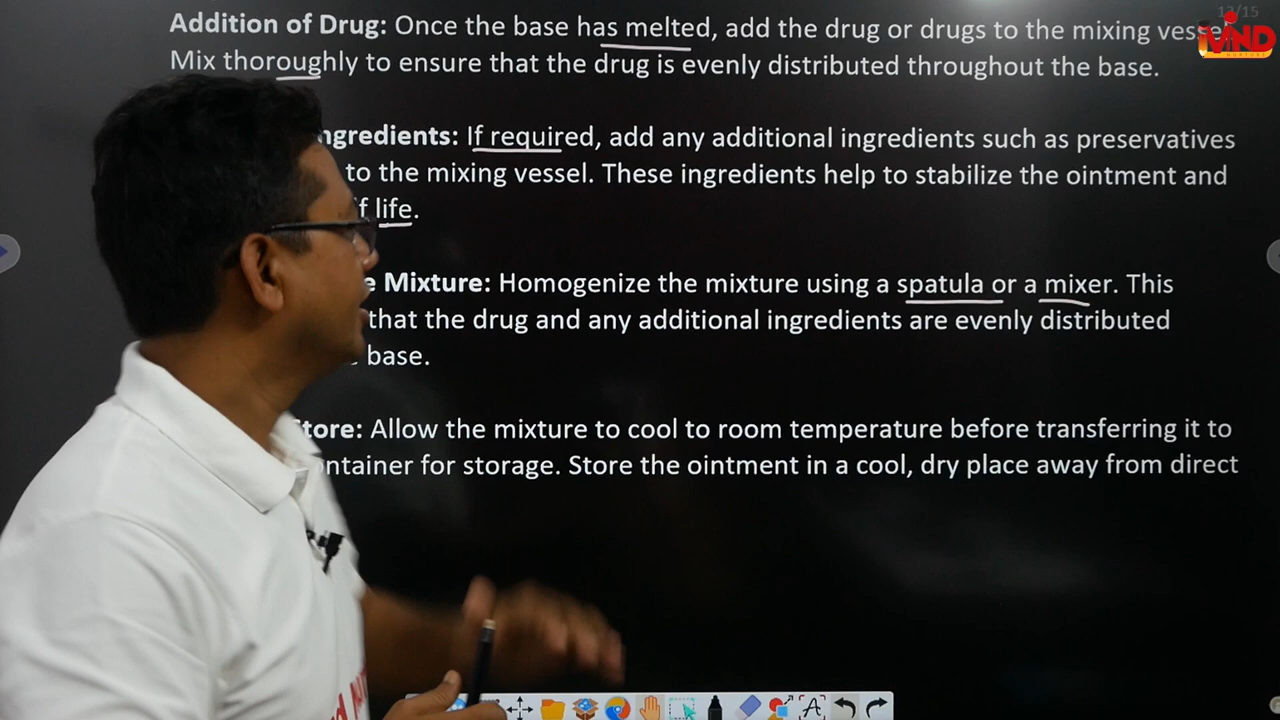 13/15
Addition of Drug: Once the base has melted, add the drug or drugs to the mixing
Mix thoroughly to ensure that the drug is evenly distributed throughout the base.
If required, add any additional ingredients such as preservatives
to the mixing vessel. These ingredients help to stabilize the ointment and
life.
Mixture: Homogenize the mixture using a spatula or a mixer. This
that the drug and any additional ingredients are evenly distributed
base.
Allow the mixture to cool to room temperature before transferring it to
for storage. Store the ointment in a cool, dry place away from direct